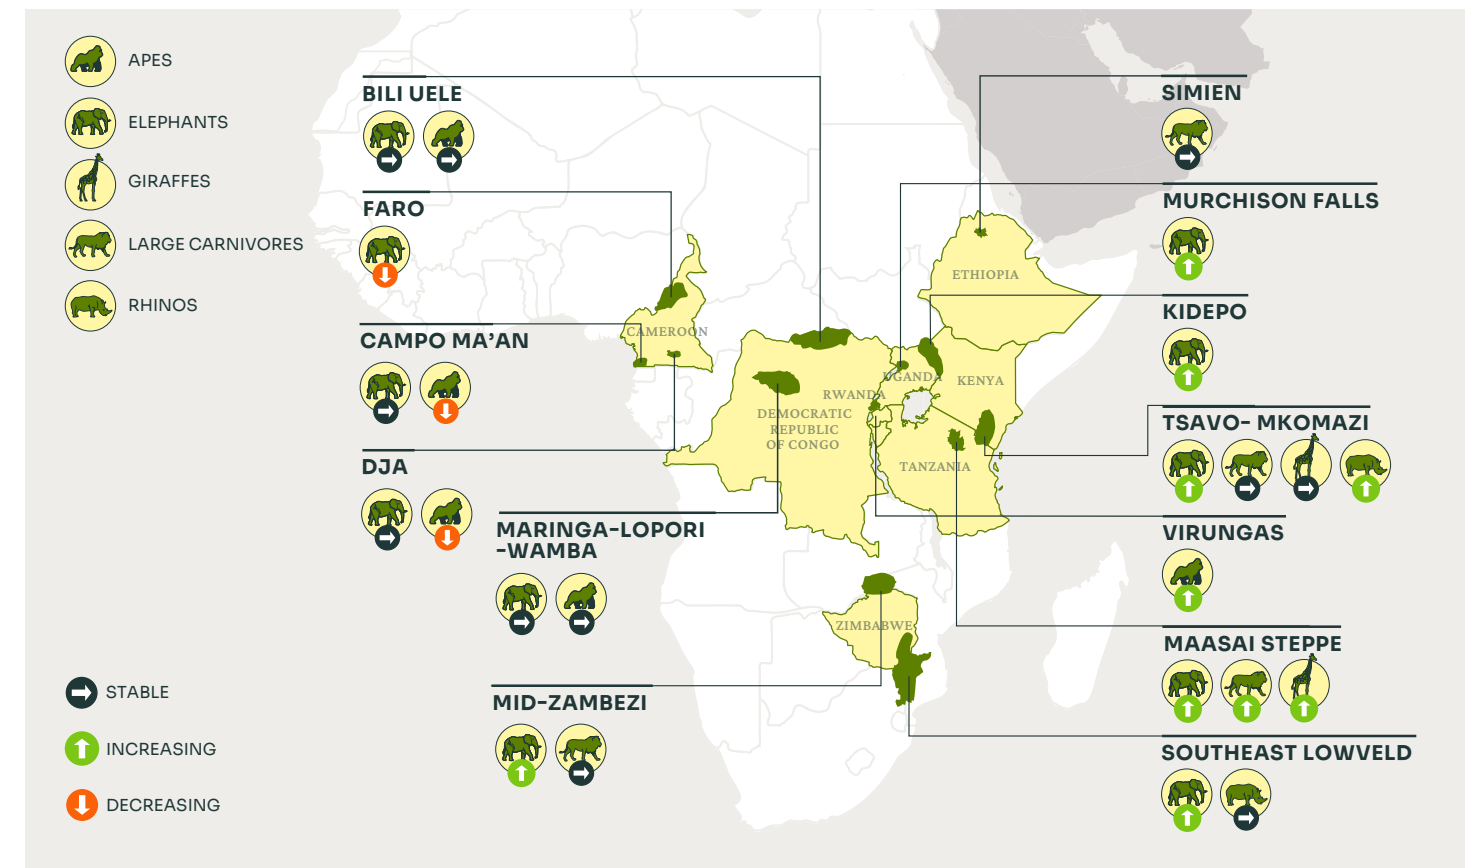 APES
ELEPHANTS
GIRAFFES
LARGE CARNIVORES
RHINOS
BILI UELE
FARO
CAMPO MA’AN
DJA
MARINGA-LOPORI
-WAMBA
MID-ZAMBEZI
STABLE
INCREASING
DECREASING
CAMEROON
DEMOCRATIC
REPUBLIC
OF CONGO
RWANDA
UGANDA
KENYA
ETHIOPIA
TANZANIA
ZIMBABWE
SIMIEN
MURCHISON FALLS
KIDEPO
TSAVO- MKOMAZI
VIRUNGAS
MAASAI STEPPE
SOUTHEAST LOWVELD